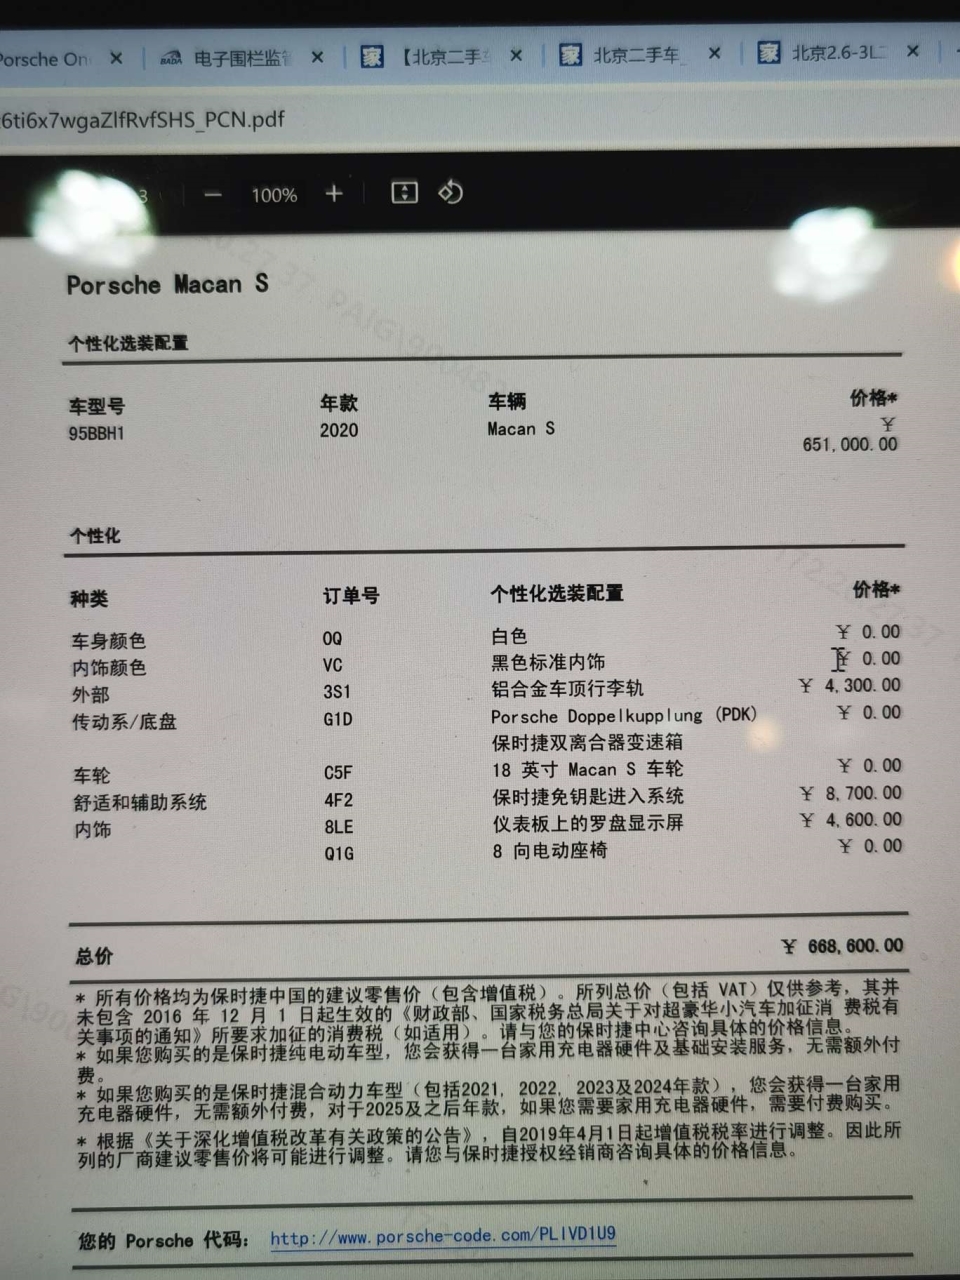 Porsche On
电子围栏监
【北京二手
北京二手车_
北京2.6-3L
6ti6x7wgaZlfRvfSHS_PCN.pdf
3 — 100% +
Porsche Macan S
个性化选装配置
车型号 年款 车辆 价格*
95BBH1 2020 Macan S ¥
651,000.00
个性化
种类 订单号 个性化选装配置 价格*
车身颜色 0Q 白色 ¥ 0.00
内饰颜色 VC 黑色标准内饰 ¥ 0.00
外部 3S1 铝合金车顶行李轨 ¥ 4,300.00
传动系/底盘 G1D Porsche Doppelkupplung (PDK) ¥ 0.00
保时捷双离合器变速箱
车轮 C5F 18 英寸 Macan S 车轮 ¥ 0.00
舒适和辅助系统 4F2 保时捷免钥匙进入系统 ¥ 8,700.00
内饰 8LE 仪表板上的罗盘显示屏 ¥ 4,600.00
Q1G 8 向电动座椅 ¥ 0.00
总价 ¥ 668,600.00
* 所有价格均为保时捷中国的建议零售价（包含增值税）。所列总价（包括 VAT）仅供参考，其并
未包含 2016 年 12 月 1 日起生效的《财政部、国家税务总局关于对超豪华小汽车加征消 费税有
关事项的通知》所要求加征的消费税（如适用）。请与您的保时捷中心咨询具体的价格信息。
* 如果您购买的是保时捷纯电动车型，您会获得一台家用充电器硬件及基础安装服务，无需额外付
费。
* 如果您购买的是保时捷混合动力车型（包括2021, 2022, 2023及2024年款），您会获得一台家用
充电器硬件，无需额外付费，对于2025及之后年款，如果您需要家用充电器硬件，需要付费购买。
* 根据《关于深化增值税改革有关政策的公告》，自2019年4月1日起增值税税率进行调整。因此所
列的厂商建议零售价将可能进行调整。请您与保时捷授权经销商咨询具体的价格信息。
您的 Porsche 代码： http://www.porsche-code.com/PLIVD1U9